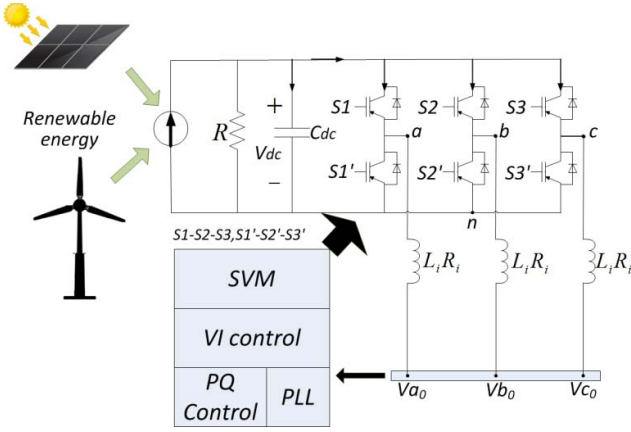 Renewable
energy
R
+
Vdc
−
Cdc
S1
S2
S3
a
b
c
S1'
S2'
S3'
n
S1-S2-S3,S1'-S2'-S3'
LiRi
LiRi
LiRi
SVM
VI control
PQ
Control
PLL
Va0
Vb0
Vc0